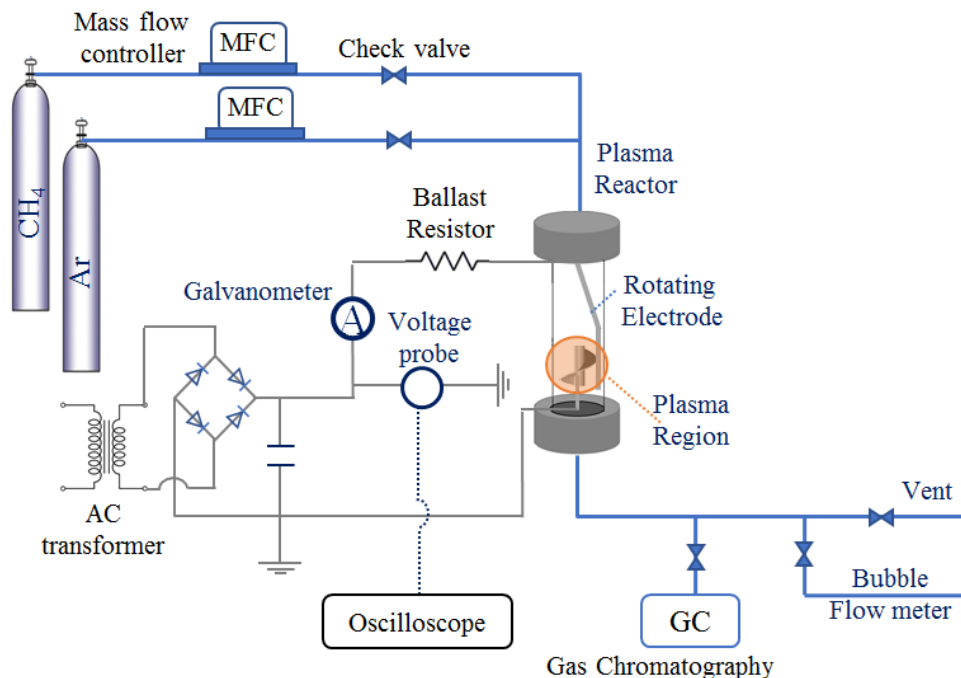 Mass flow
controller
MFC
Check valve
MFC
CH4
Ar
Plasma
Reactor
Ballast
Resistor
Galvanometer
A
Voltage
probe
Rotating
Electrode
Plasma
Region
AC
transformer
Vent
Bubble
Flow meter
Oscilloscope
GC
Gas Chromatography